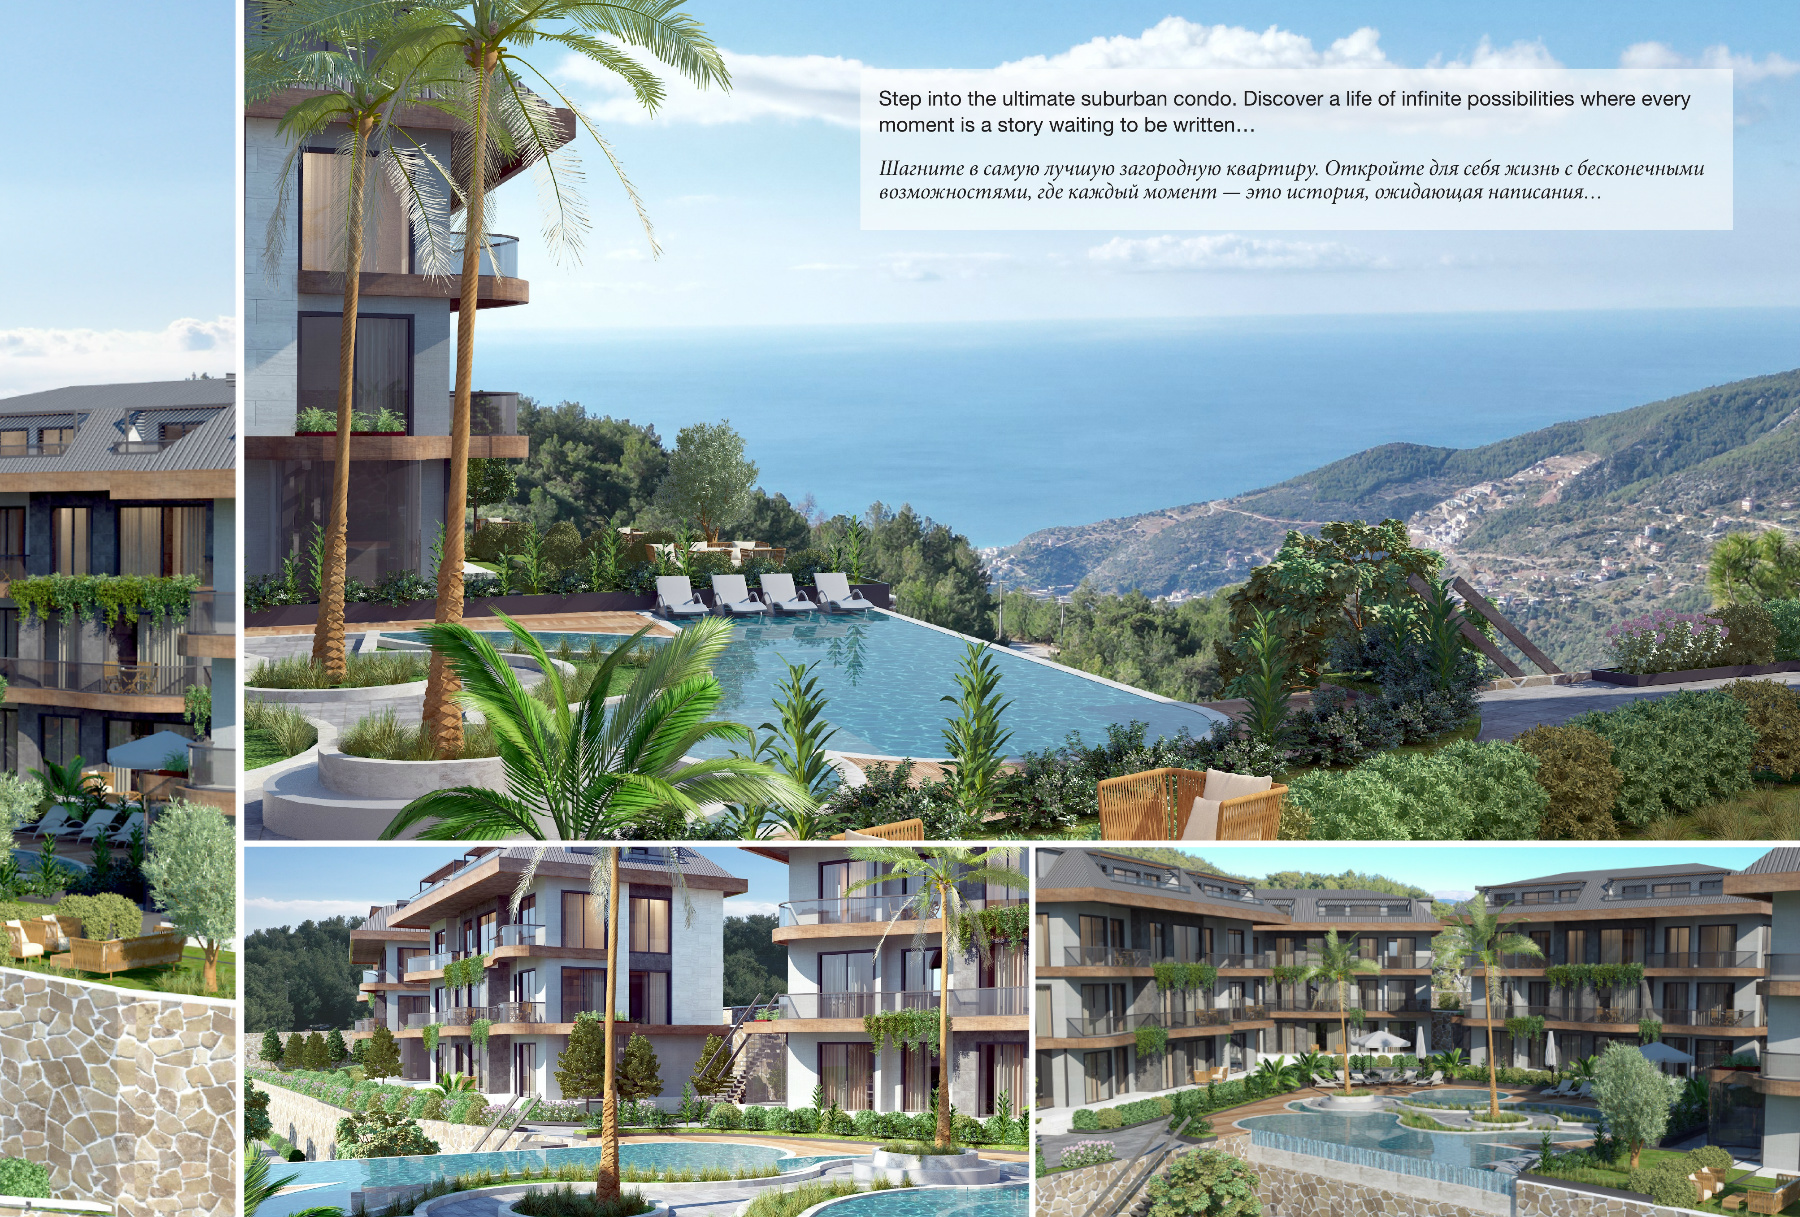 Step into the ultimate suburban condo. Discover a life of infinite possibilities where every
moment is a story waiting to be written…
Шагните в самую лучшую загородную квартиру. Откройте для себя жизнь с бесконечными
возможностями, где каждый момент — это история, ожидающая написания…